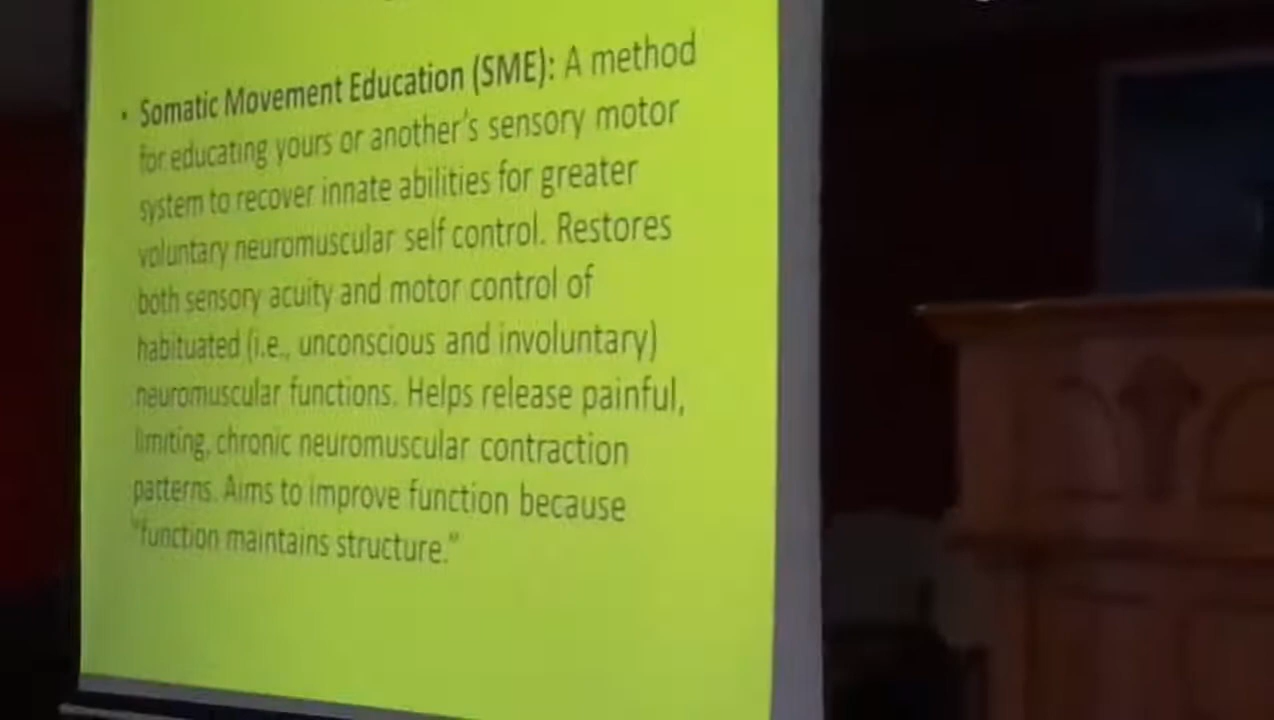 • Somatic Movement Education (SME): A method
for educating yours or another's sensory motor
system to recover innate abilities for greater
voluntary neuromuscular self control. Restores
both sensory acuity and motor control of
habituated (i.e., unconscious and involuntary)
neuromuscular functions. Helps release painful,
limiting, chronic neuromuscular contraction
patterns. Aims to improve function because
"function maintains structure."